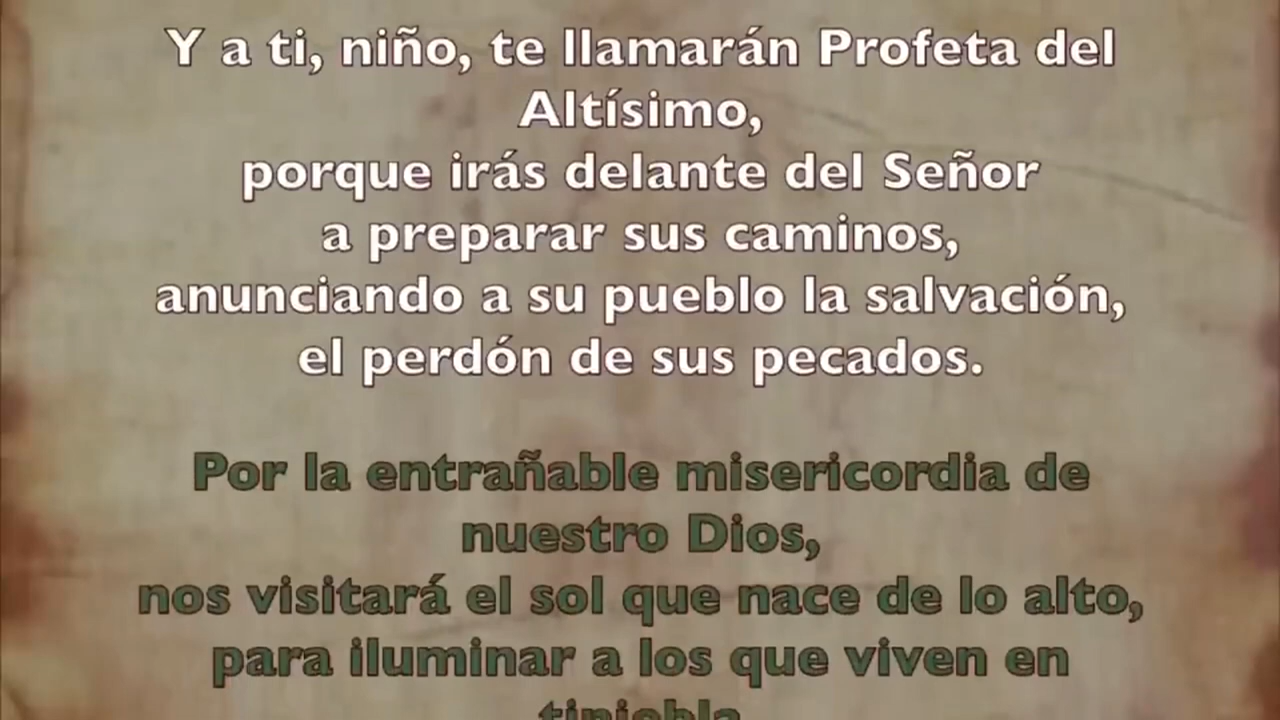 Y a ti, niño, te llamarán Profeta del
Altísimo,
porque irás delante del Señor
a preparar sus caminos,
anunciando a su pueblo la salvación,
el perdón de sus pecados.
Por la entrañable misericordia de
nuestro Dios,
nos visitará el sol que nace de lo alto,
para iluminar a los que viven en
tiniebla